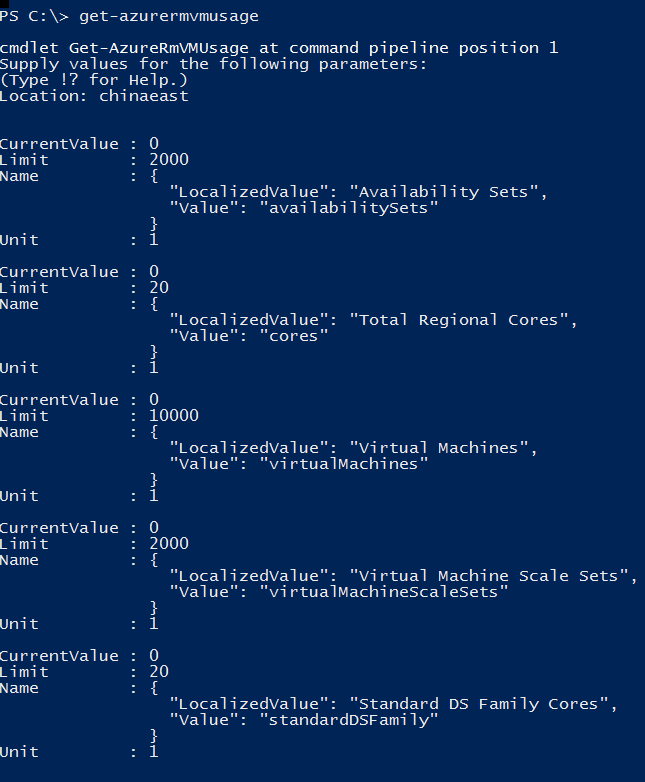 PS C:\> get-azurermvmusage
cmdlet Get-AzureRmVMUsage at command pipeline position 1
Supply values for the following parameters:
(Type !? for Help.)
Location: chinaeast
CurrentValue : 0
Limit        : 2000
Name         : {
                 "LocalizedValue": "Availability Sets",
                 "Value": "availabilitySets"
               }
Unit         : 1
CurrentValue : 0
Limit        : 20
Name         : {
                 "LocalizedValue": "Total Regional Cores",
                 "Value": "cores"
               }
Unit         : 1
CurrentValue : 0
Limit        : 10000
Name         : {
                 "LocalizedValue": "Virtual Machines",
                 "Value": "virtualMachines"
               }
Unit         : 1
CurrentValue : 0
Limit        : 2000
Name         : {
                 "LocalizedValue": "Virtual Machine Scale Sets",
                 "Value": "virtualMachineScaleSets"
               }
Unit         : 1
CurrentValue : 0
Limit        : 20
Name         : {
                 "LocalizedValue": "Standard DS Family Cores",
                 "Value": "standardDSFamily"
               }
Unit         : 1